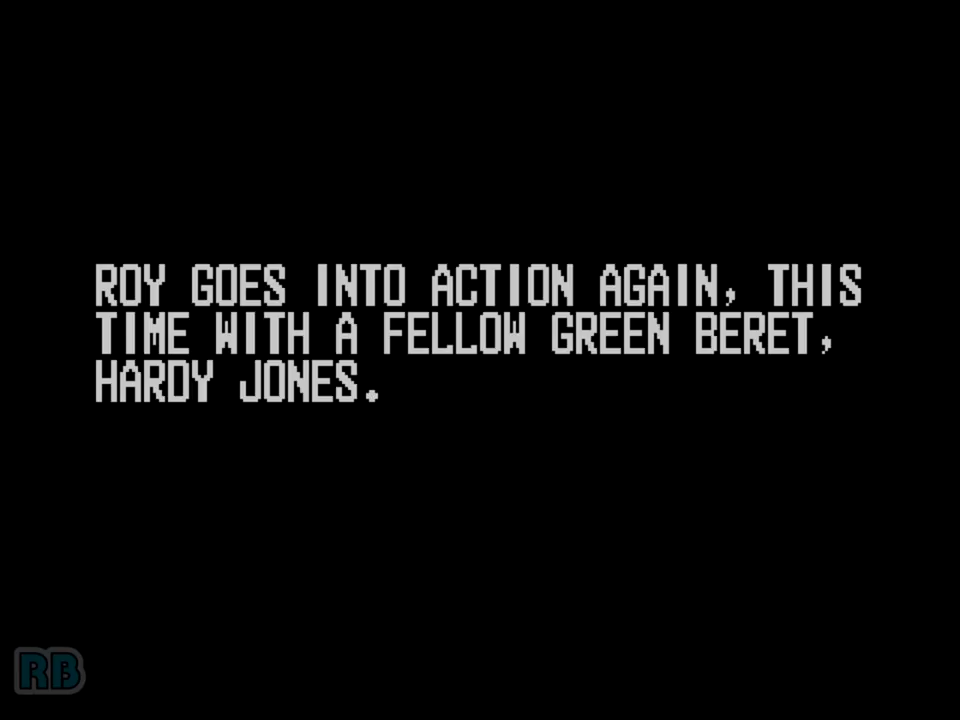 ROY GOES INTO ACTION AGAIN, THIS
TIME WITH A FELLOW GREEN BERET,
HARDY JONES.
RB